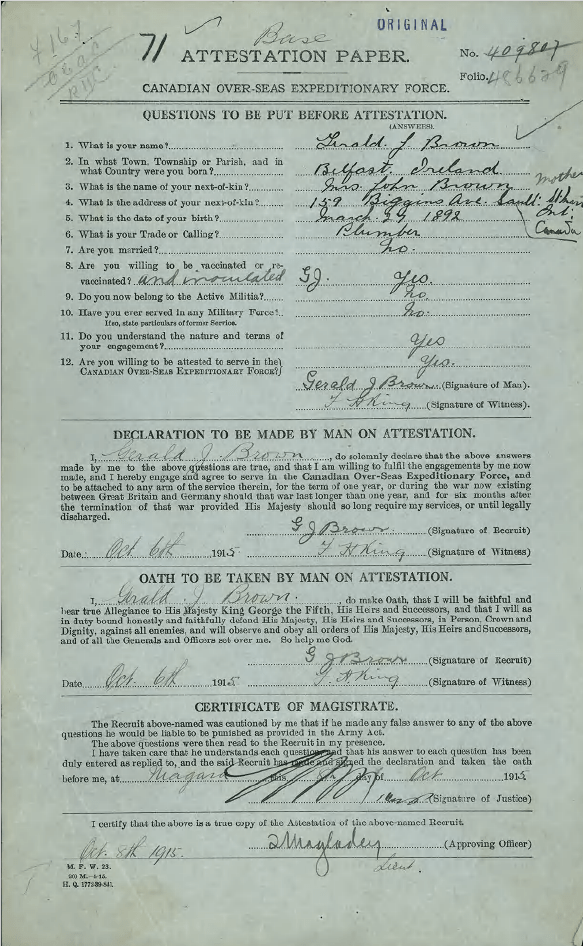 ORIGINAL
Base
71
ATTESTATION PAPER.
No. 409807
Folio.
CANADIAN OVER-SEAS EXPEDITIONARY FORCE.
QUESTIONS TO BE PUT BEFORE ATTESTATION.
(ANSWERS).
1. What is your name? Gerald J Brown
2. In what Town, Township or Parish, and in
what Country were you born? Belfast. Ireland
3. What is the name of your next-of-kin? Mrs. John Brown mother
4. What is the address of your next-of-kin? 159 Biggins Ave. Sault. St.
Ont.
Canada
5. What is the date of your birth? March 29 1892
6. What is your Trade or Calling? Plumber
7. Are you married? no.
8. Are you willing to be vaccinated or re-
vaccinated? and inoculated GJ. Yes.
9. Do you now belong to the Active Militia? no
10. Have you ever served in any Military Force? no.
If so, state particulars of former Service.
11. Do you understand the nature and terms of
your engagement? Yes
12. Are you willing to be attested to serve in the
CANADIAN OVER-SEAS EXPEDITIONARY FORCE? Yes.
Gerald J Brown (Signature of Man).
F H King (Signature of Witness).
DECLARATION TO BE MADE BY MAN ON ATTESTATION.
I, Gerald J Brown, do solemnly declare that the above answers
made by me to the above questions are true, and that I am willing to fulfil the engagements by me now
made, and I hereby engage and agree to serve in the Canadian Over-Seas Expeditionary Force, and
to be attached to any arm of the service therein, for the term of one year, or during the war now existing
between Great Britain and Germany should that war last longer than one year, and for six months after
the termination of that war provided His Majesty should so long require my services, or until legally
discharged.
G J Brown (Signature of Recruit)
Date Oct 6th 1915 F H King (Signature of Witness)
OATH TO BE TAKEN BY MAN ON ATTESTATION.
I, Gerald J Brown., do make Oath, that I will be faithful and
bear true Allegiance to His Majesty King George the Fifth, His Heirs and Successors, and that I will as
in duty bound honestly and faithfully defend His Majesty, His Heirs and Successors, in Person, Crown and
Dignity, against all enemies, and will observe and obey all orders of His Majesty, His Heirs and Successors,
and of all the Generals and Officers set over me. So help me God.
G J Brown (Signature of Recruit)
Date Oct 6th 1915 F H King (Signature of Witness)
CERTIFICATE OF MAGISTRATE.
The Recruit above-named was cautioned by me that if he made any false answer to any of the above
questions he would be liable to be punished as provided in the Army Act.
The above questions were then read to the Recruit in my presence.
I have taken care that he understands each question, and that his answer to each question has been
duly entered as replied to, and the said Recruit has made and signed the declaration and taken the oath
before me, at Niagara this day of Oct 1915
(Signature of Justice)
I certify that the above is a true copy of the Attestation of the above-named Recruit.
(Approving Officer)
Oct. 8th 1915.
Lieut.
M. F. W. 23.
H. Q. 1772-39-841.